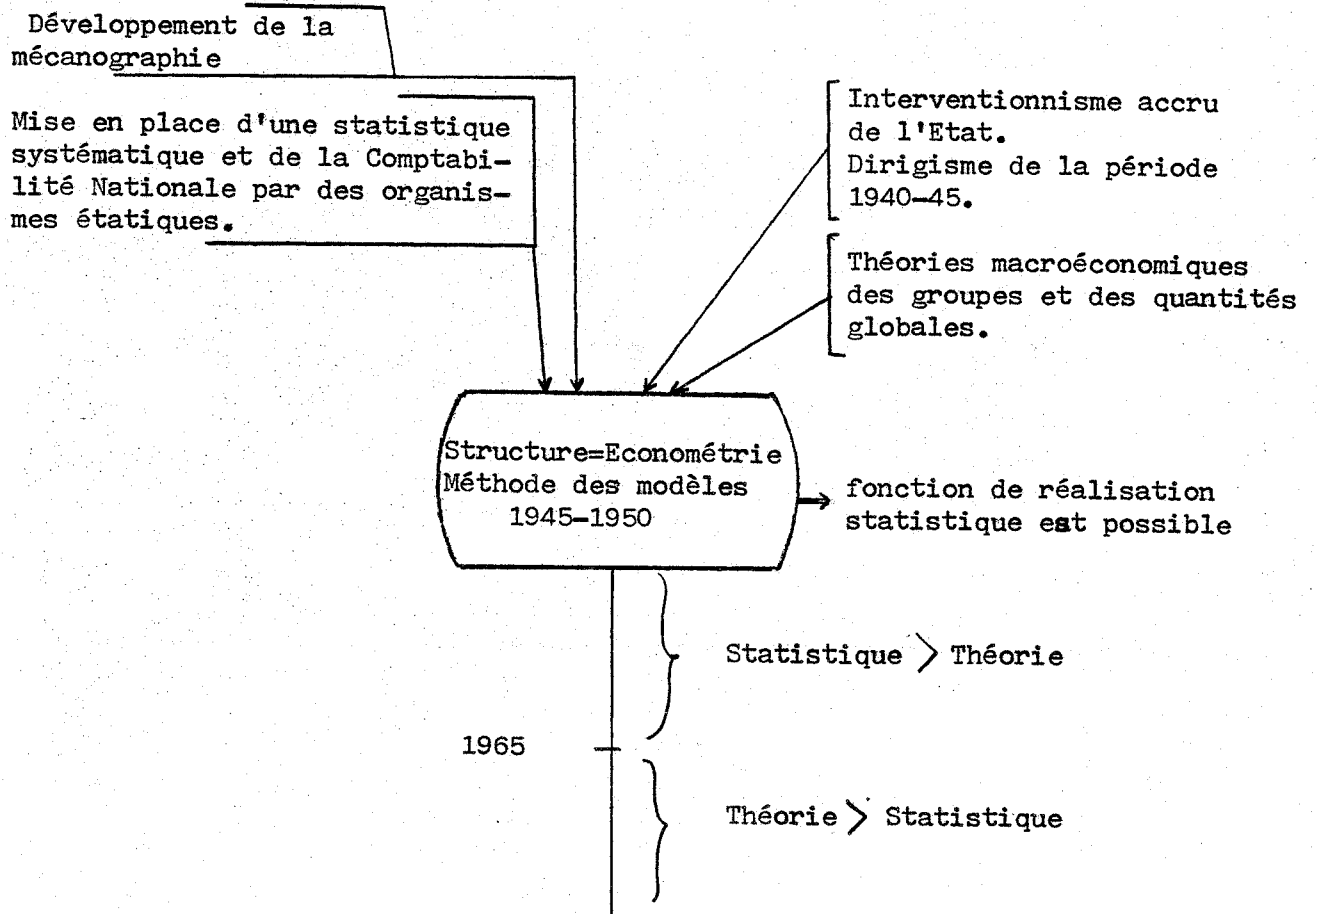 Développement de la
mécanographie
Mise en place d'une statistique
systématique et de la Comptabi-
lité Nationale par des organis-
mes étatiques.
Interventionnisme accru
de l'Etat.
Dirigisme de la période
1940-45.
Théories macroéconomiques
des groupes et des quantités
globales.
Structure=Econométrie
Méthode des modèles
1945-1950
fonction de réalisation
statistique est possible
Statistique > Théorie
1965
Théorie > Statistique